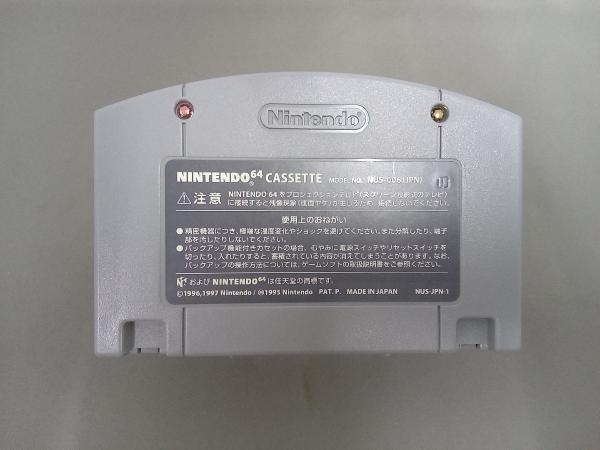 Nintendo
NINTENDO64 CASSETTE MODEL NO. NUS-006(JPN)
⚠注意 NINTENDO 64 をプロジェクションテレビ(スクリーン投影式のテレビ)
に接続すると残像現象(画面ヤケ)が生じるため、接続しないでください。
使用上のおねがい
●精密機器につき、極端な温度変化やショックを避けてください。また分解したり、端子
部を汚したりしないでください。
●バックアップ機能付きカセットの場合、むやみに電源スイッチやリセットスイッチを
切ったり、入れたりすると、蓄積されている内容が消えてしまうことがあります。なお、
バックアップの操作方法については、ゲームソフトの取扱説明書をご参照ください。
および NINTENDO64 は任天堂の商標です。
©1996,1997 Nintendo / Ⓜ1995 Nintendo PAT. P. MADE IN JAPAN NUS-JPN-1